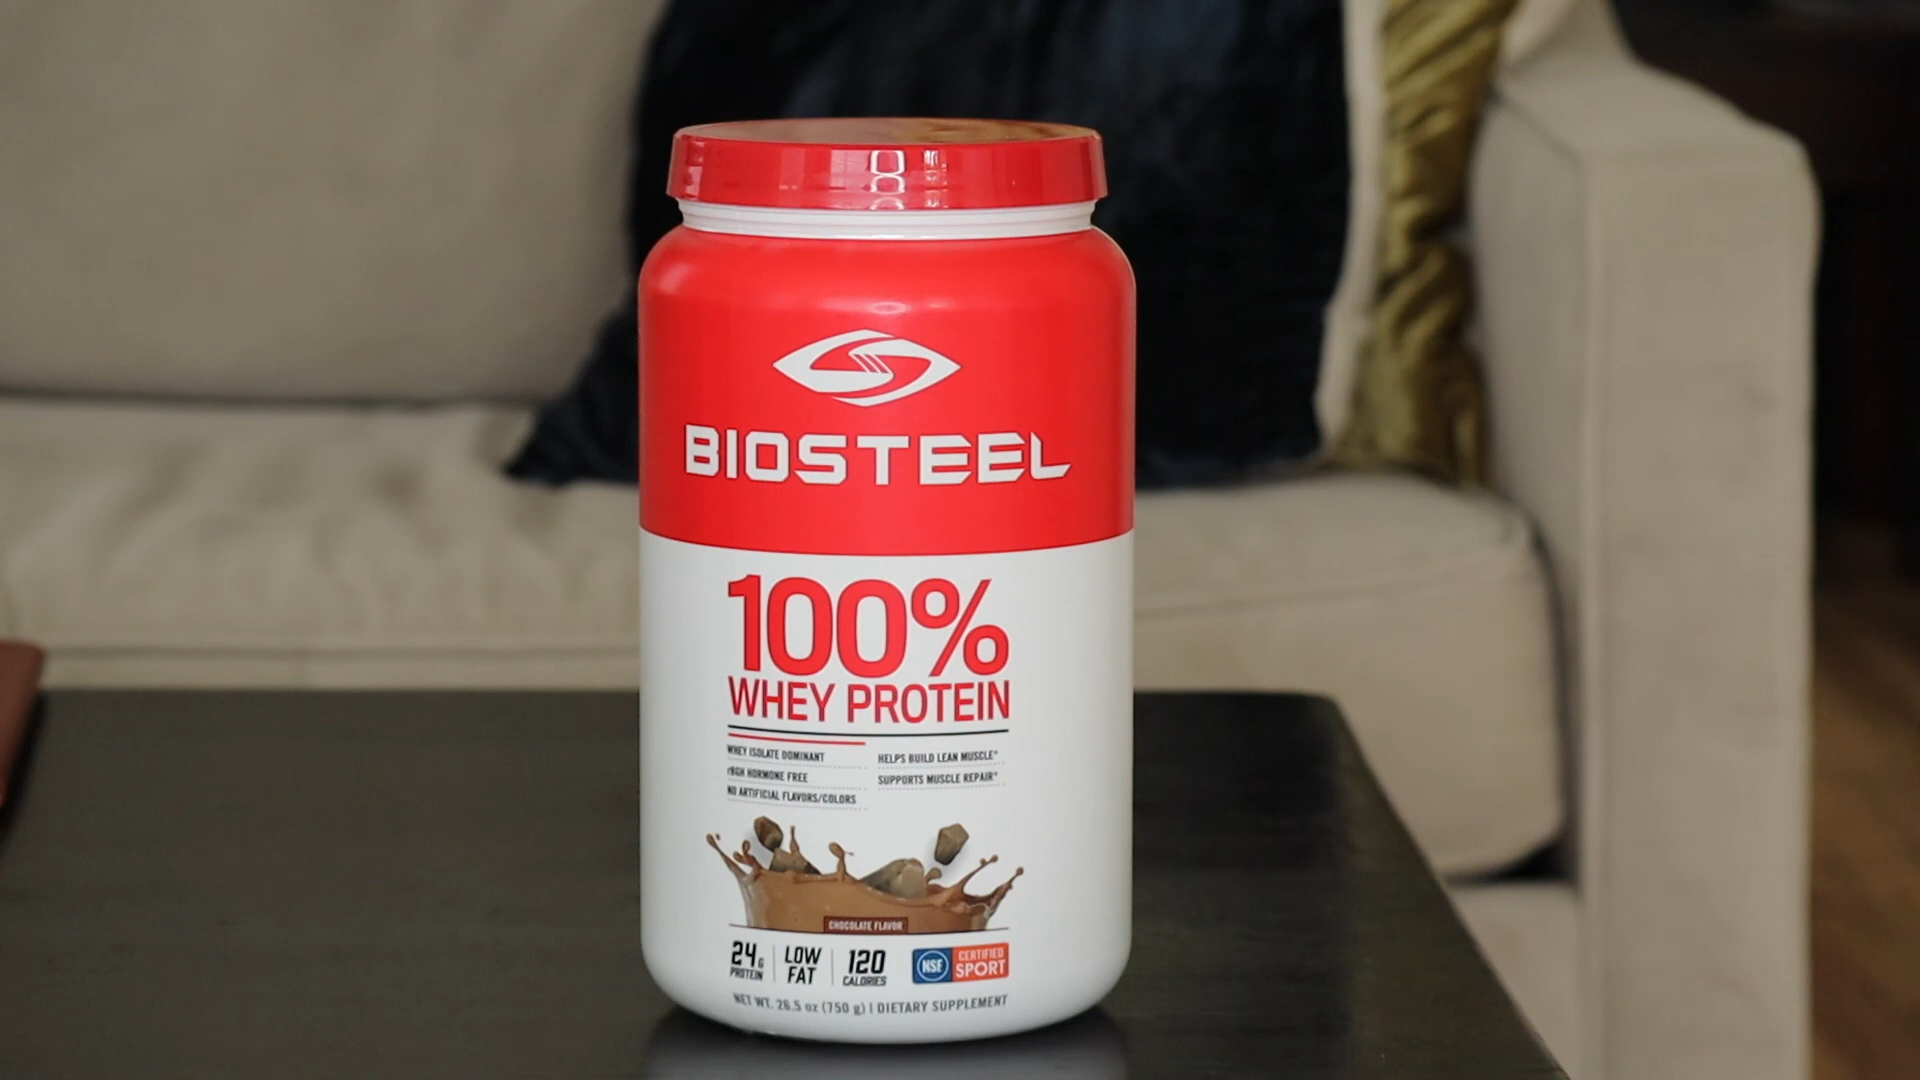 BIOSTEEL
100%
WHEY PROTEIN
WHEY ISOLATE DOMINANT
rBGH HORMONE FREE
NO ARTIFICIAL FLAVORS/COLORS
HELPS BUILD LEAN MUSCLE*
SUPPORTS MUSCLE REPAIR*
CHOCOLATE FLAVOR
24g PROTEIN
LOW FAT
120 CALORIES
NSF CERTIFIED SPORT
NET WT. 26.5 oz (750 g) | DIETARY SUPPLEMENT